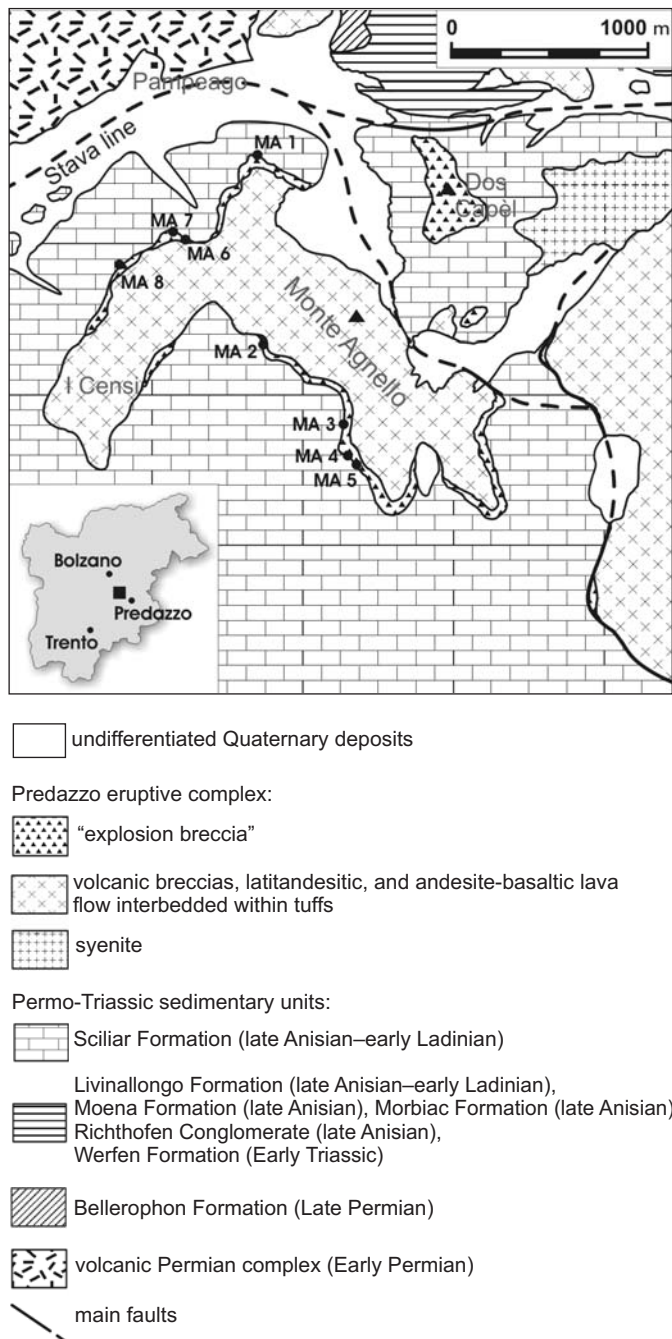 0 1000 m
Pampeago
Stava line
MA 1
Dos
Capèl
MA 7
MA 6
MA 8
Monte Agnello
MA 2
I Censi
MA 3
MA 4
MA 5
Bolzano
Predazzo
Trento
undifferentiated Quaternary deposits
Predazzo eruptive complex:
“explosion breccia”
volcanic breccias, latitandesitic, and andesite-basaltic lava
flow interbedded within tuffs
syenite
Permo-Triassic sedimentary units:
Sciliar Formation (late Anisian–early Ladinian)
Livinallongo Formation (late Anisian–early Ladinian),
Moena Formation (late Anisian), Morbiac Formation (late Anisian)
Richthofen Conglomerate (late Anisian),
Werfen Formation (Early Triassic)
Bellerophon Formation (Late Permian)
volcanic Permian complex (Early Permian)
main faults